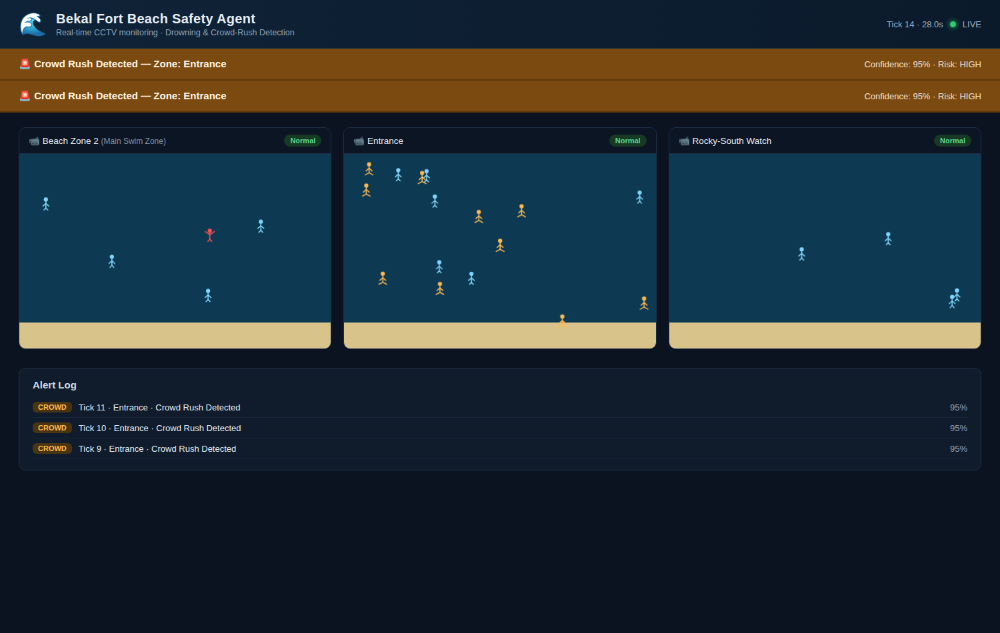 Bekal Fort Beach Safety Agent
Real-time CCTV monitoring · Drowning & Crowd-Rush Detection
Tick 14 · 28.0s LIVE
Crowd Rush Detected — Zone: Entrance
Confidence: 95% · Risk: HIGH
Crowd Rush Detected — Zone: Entrance
Confidence: 95% · Risk: HIGH
Beach Zone 2 (Main Swim Zone)
Normal
Entrance
Normal
Rocky-South Watch
Normal
Alert Log
CROWD Tick 11 · Entrance · Crowd Rush Detected 95%
CROWD Tick 10 · Entrance · Crowd Rush Detected 95%
CROWD Tick 9 · Entrance · Crowd Rush Detected 95%